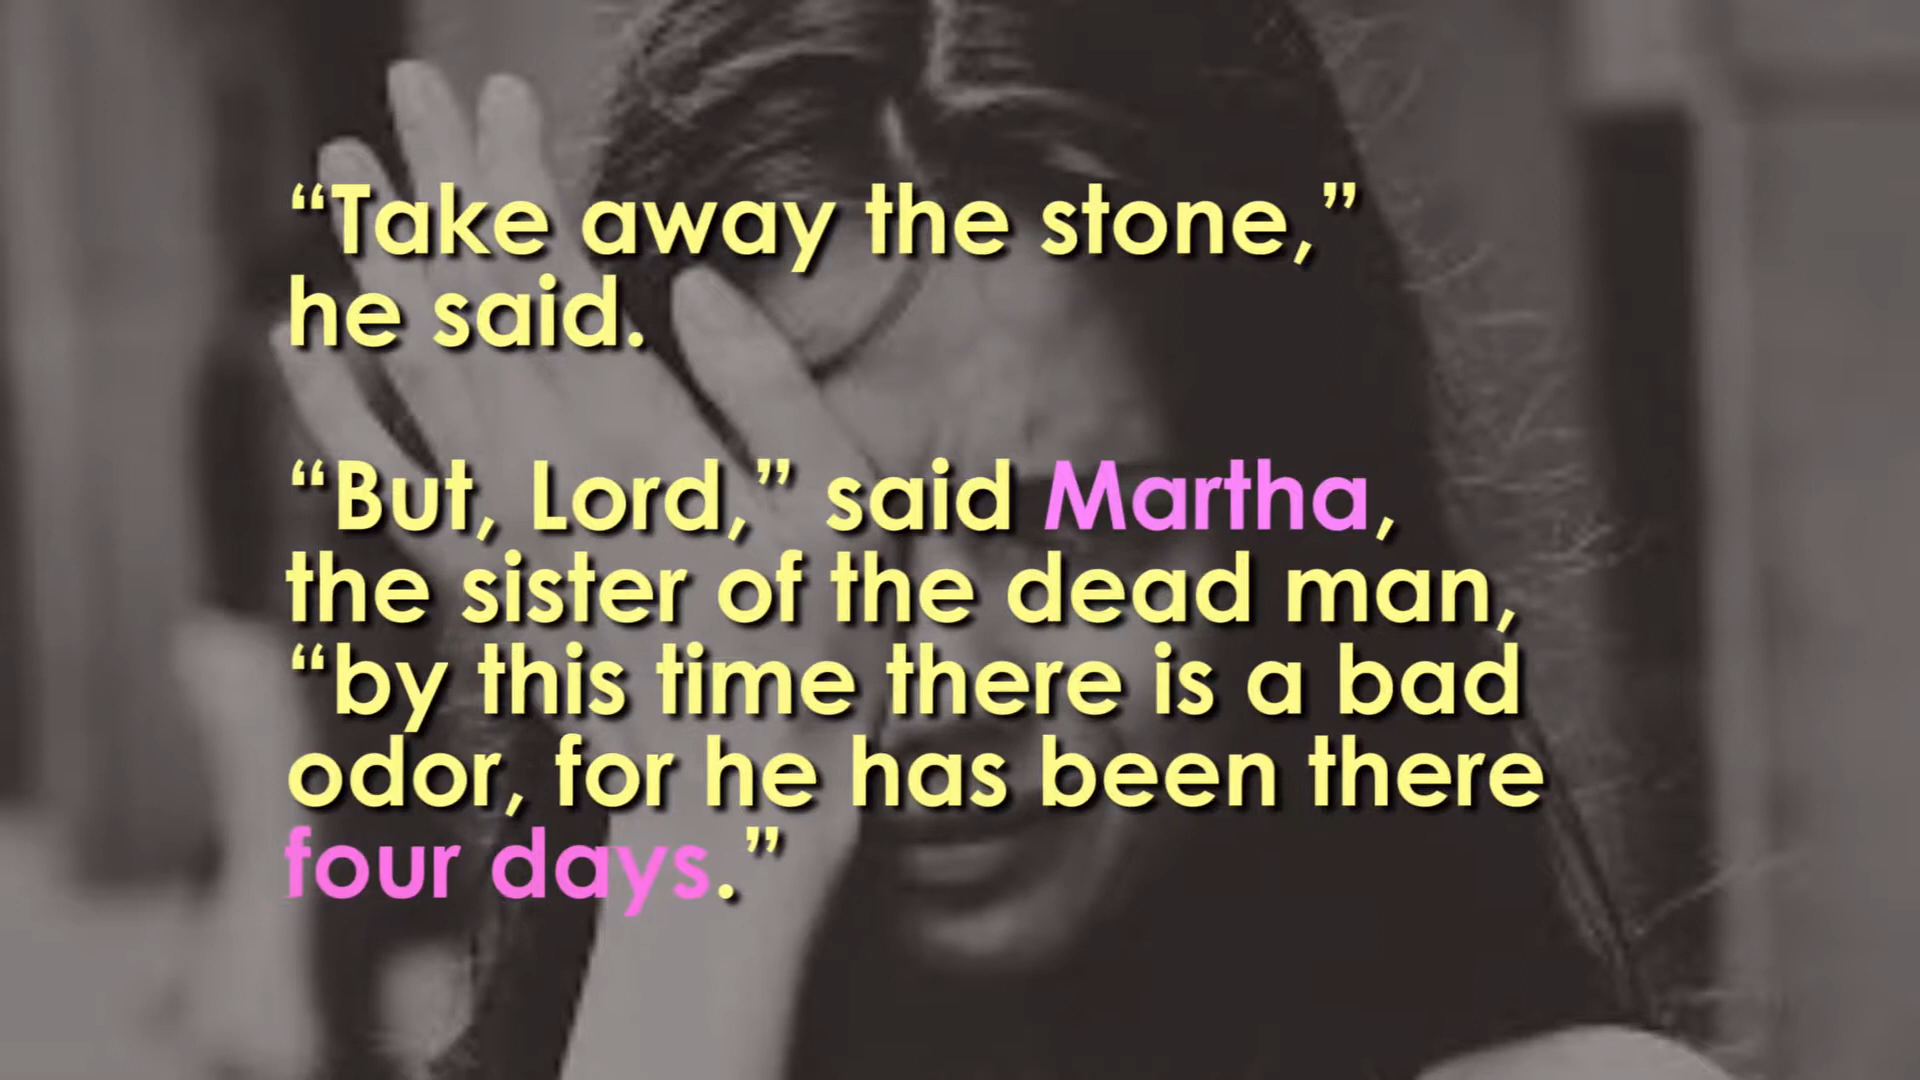 “Take away the stone,”
he said.
“But, Lord,” said Martha,
the sister of the dead man,
“by this time there is a bad
odor, for he has been there
four days.”